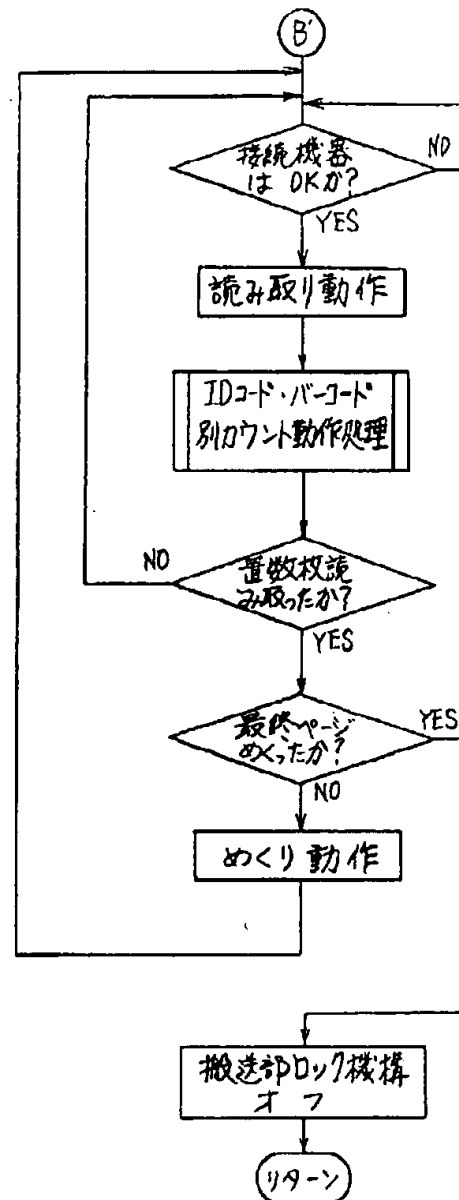 B'
接続機器
は OKか?
NO
YES
読み取り動作
IDコード・バーコード
別カウント動作処理
NO
置数枚読
み取ったか?
YES
最終ページ
めくったか?
YES
NO
めくり動作
搬送部ロック機構
オフ
リターン